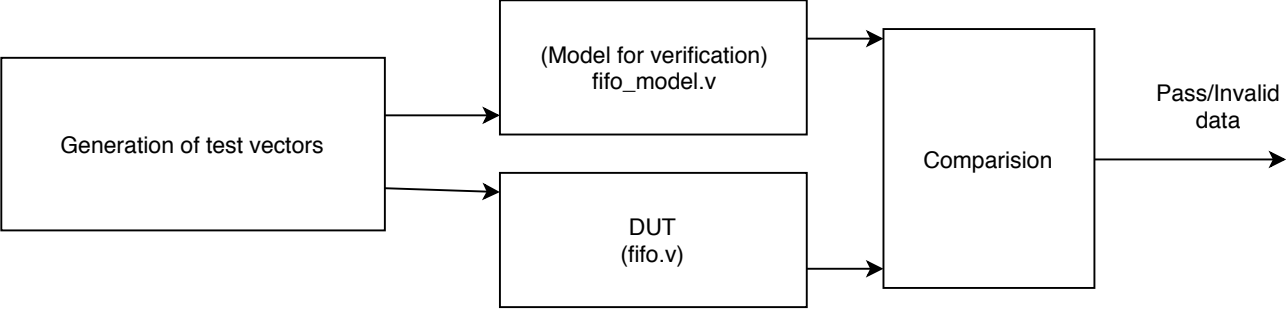 Generation of test vectors
(Model for verification)
fifo_model.v
DUT
(fifo.v)
Comparision
Pass/Invalid
data